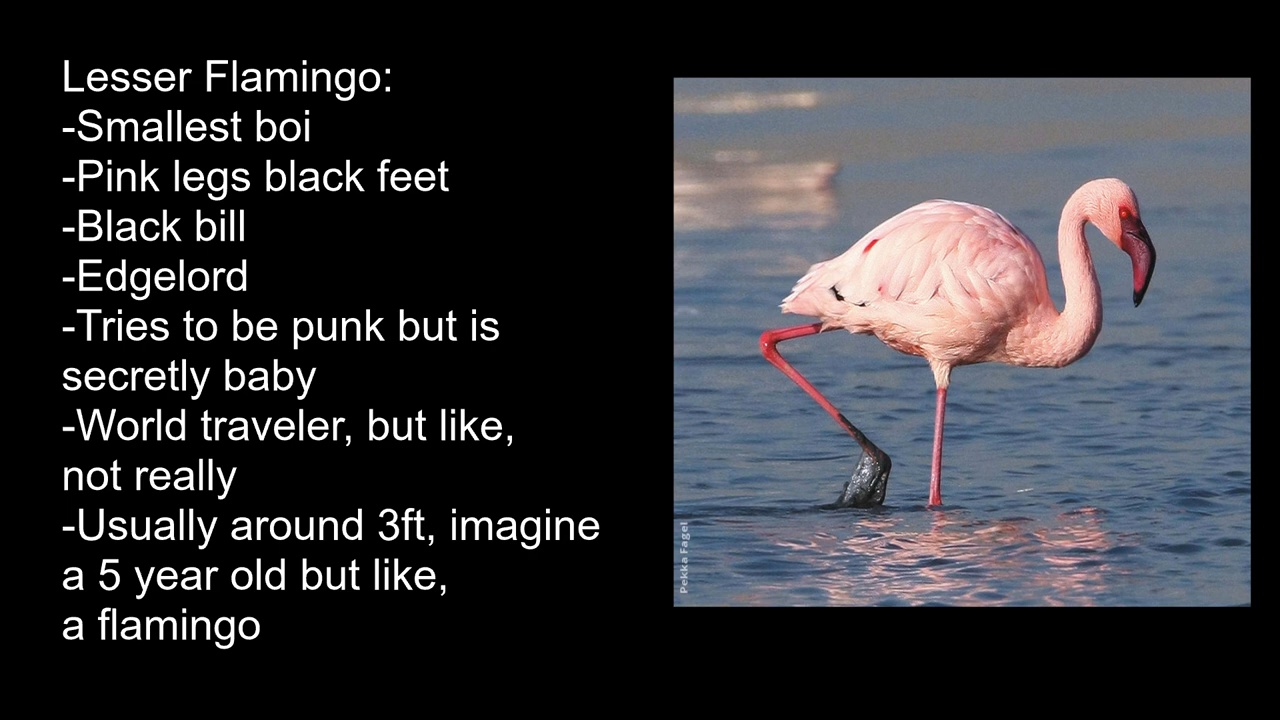 Lesser Flamingo:
-Smallest boi
-Pink legs black feet
-Black bill
-Edgelord
-Tries to be punk but is
secretly baby
-World traveler, but like,
not really
-Usually around 3ft, imagine
a 5 year old but like,
a flamingo
Pekka Fagel